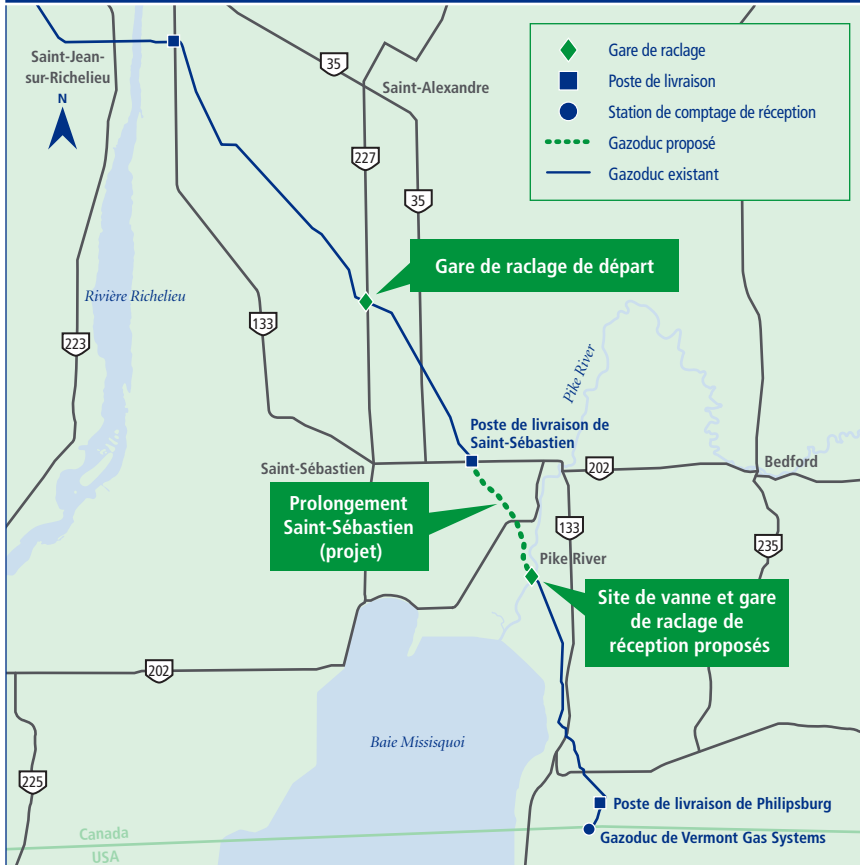 Saint-Jean-
sur-Richelieu
N
35
Saint-Alexandre
227
35
Gare de raclage
Poste de livraison
Station de comptage de réception
Gazoduc proposé
Gazoduc existant
Gare de raclage de départ
Rivière Richelieu
133
223
Pike River
Poste de livraison de
Saint-Sébastien
Saint-Sébastien
202
Bedford
Prolongement
Saint-Sébastien
(projet)
133
235
Pike River
Site de vanne et gare
de raclage de
réception proposés
202
Baie Missisquoi
225
Poste de livraison de Philipsburg
Canada
USA
Gazoduc de Vermont Gas Systems